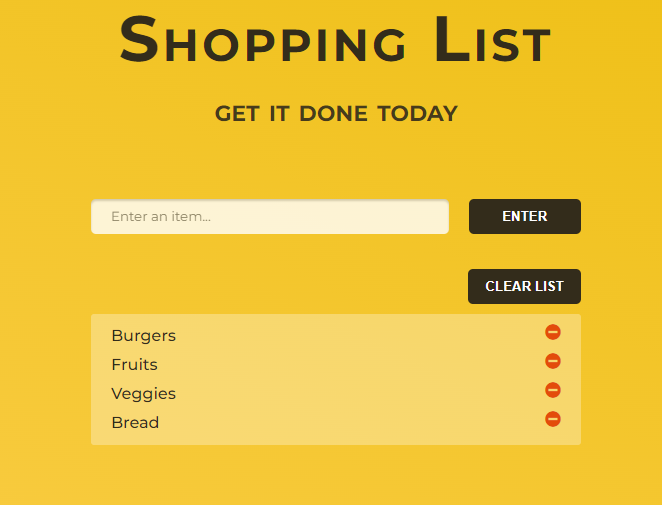 Shopping List
GET IT DONE TODAY
Enter an item...
ENTER
CLEAR LIST
Burgers
Fruits
Veggies
Bread